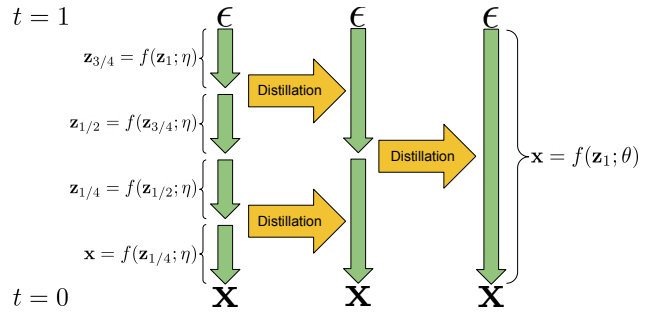 t = 1
ϵ ϵ ϵ
z_{3/4} = f(z_1; η)
Distillation
z_{1/2} = f(z_{3/4}; η)
Distillation
x = f(z_1; θ)
z_{1/4} = f(z_{1/2}; η)
Distillation
x = f(z_{1/4}; η)
t = 0
x x x